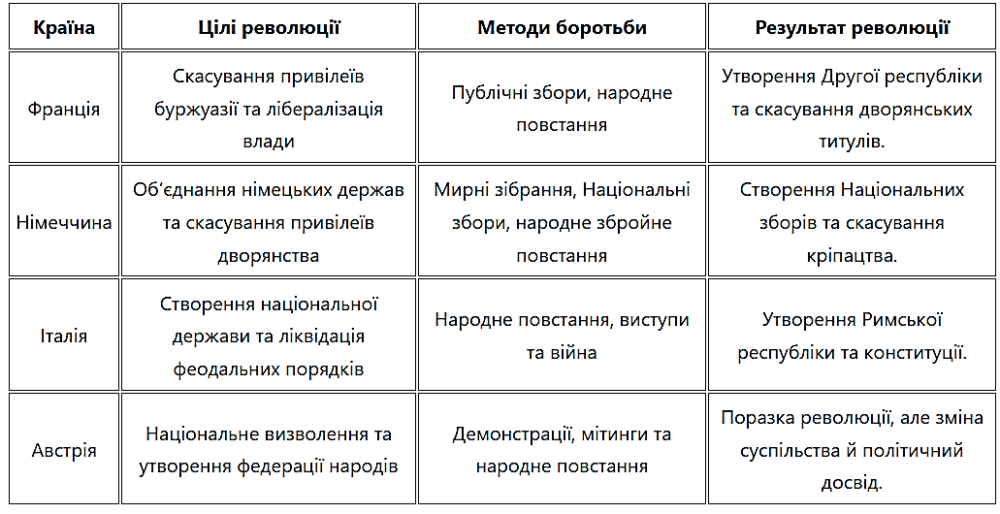 Країна
Цілі революції
Методи боротьби
Результат революції
Франція
Скасування привілеїв
буржуазії та лібералізація
влади
Публічні збори, народне
повстання
Утворення Другої республіки
та скасування дворянських
титулів.
Німеччина
Об‘єднання німецьких держав
та скасування привілеїв
дворянства
Мирні зібрання, Національні
збори, народне збройне
повстання
Створення Національних
зборів та скасування
кріпацтва.
Італія
Створення національної
держави та ліквідація
феодальних порядків
Народне повстання, виступи
та війна
Утворення Римської
республіки та конституції.
Австрія
Національне визволення та
утворення федерації народів
Демонстрації, мітинги та
народне повстання
Поразка революції, але зміна
суспільства й політичний
досвід.